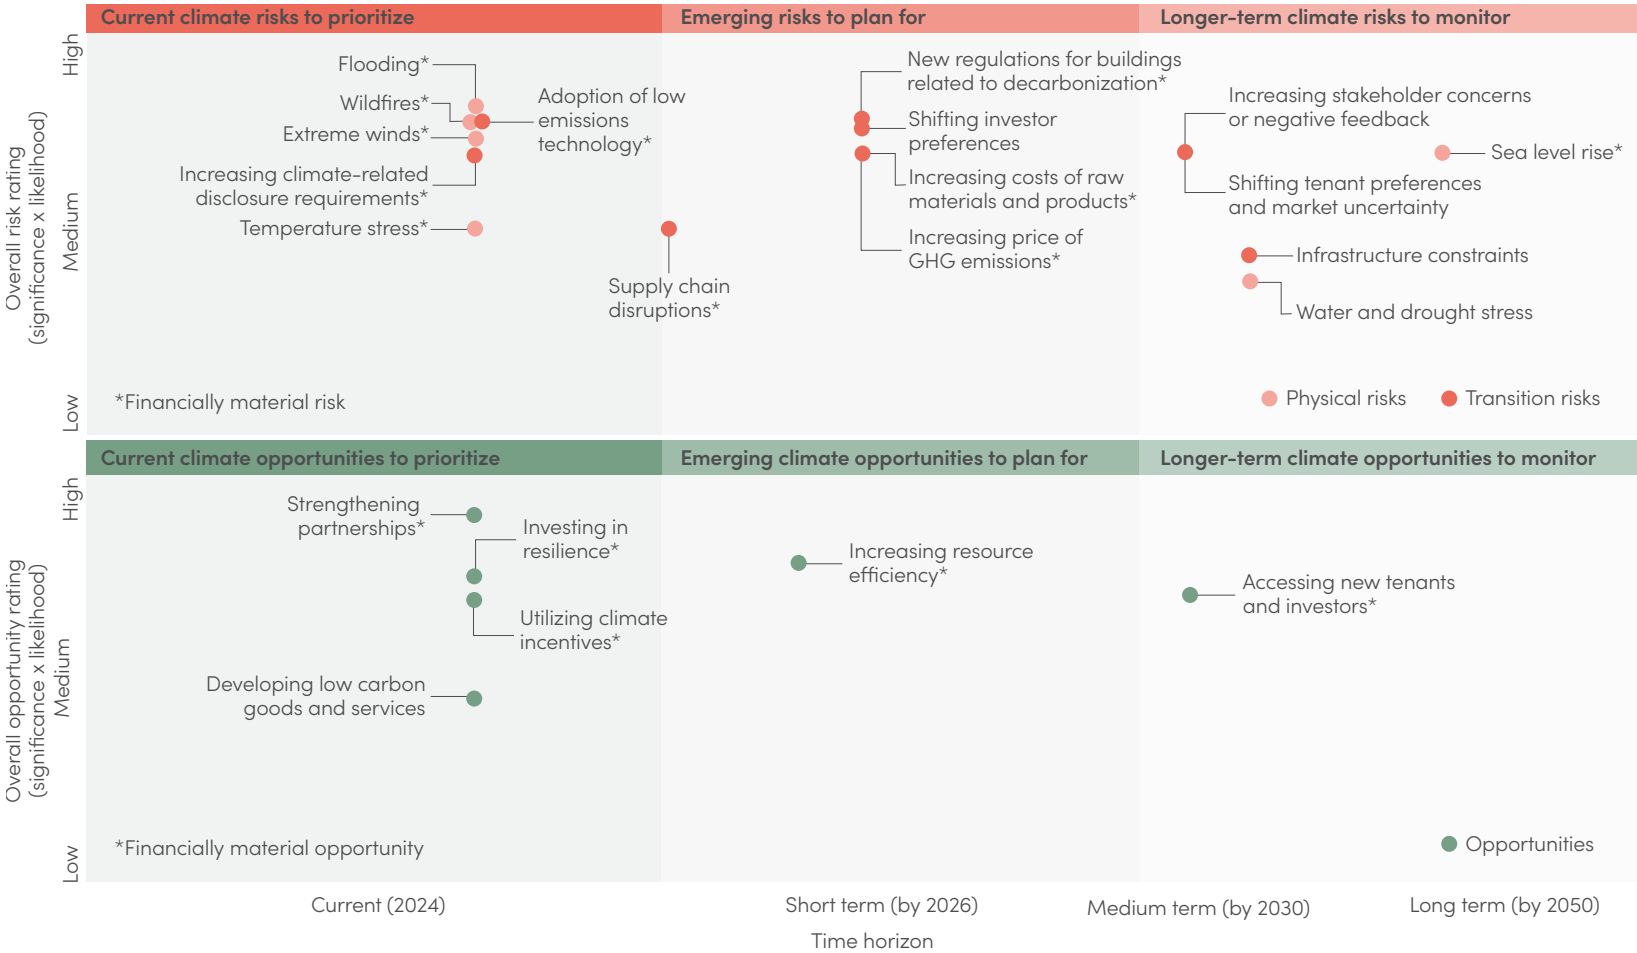 Current climate risks to prioritize
Emerging risks to plan for
Longer-term climate risks to monitor
Overall risk rating
(significance x likelihood)
High
Medium
Low
Flooding*
Wildfires*
Extreme winds*
Increasing climate-related
disclosure requirements*
Temperature stress*
Adoption of low
emissions
technology*
Supply chain
disruptions*
New regulations for buildings
related to decarbonization*
Shifting investor
preferences
Increasing costs of raw
materials and products*
Increasing price of
GHG emissions*
Increasing stakeholder concerns
or negative feedback
Sea level rise*
Shifting tenant preferences
and market uncertainty
Infrastructure constraints
Water and drought stress
*Financially material risk
Physical risks
Transition risks
Current climate opportunities to prioritize
Emerging climate opportunities to plan for
Longer-term climate opportunities to monitor
Overall opportunity rating
(significance x likelihood)
High
Medium
Low
Strengthening
partnerships*
Investing in
resilience*
Utilizing climate
incentives*
Developing low carbon
goods and services
Increasing resource
efficiency*
Accessing new tenants
and investors*
*Financially material opportunity
Opportunities
Current (2024)
Short term (by 2026)
Medium term (by 2030)
Long term (by 2050)
Time horizon